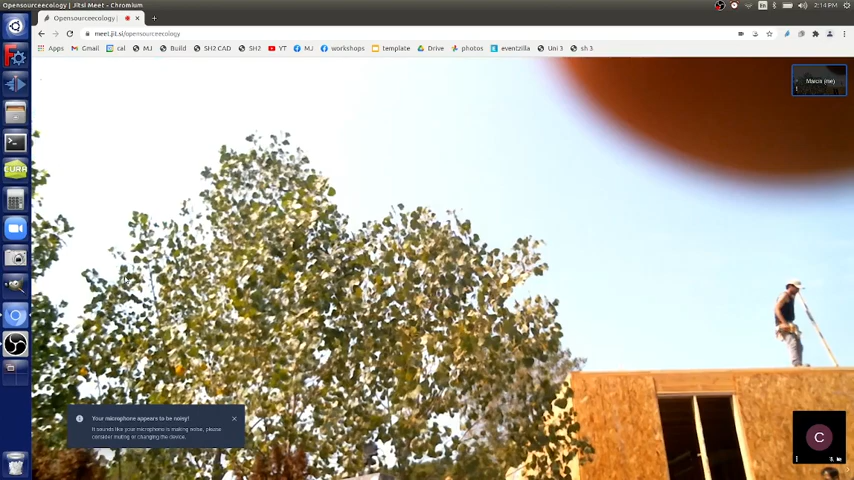 Opensourceecology | Jitsi Meet - Chromium
En
2:14 PM
Opensourceecology |
meet.jit.si/opensourceecology
Apps
Gmail
cal
MJ
Build
SH2 CAD
SH2
YT
MJ
workshops
template
Drive
photos
eventzilla
Uni 3
sh 3
Marcin (me)
CURA
Your microphone appears to be noisy!
It sounds like your microphone is making noise, please
consider muting or changing the device.
C